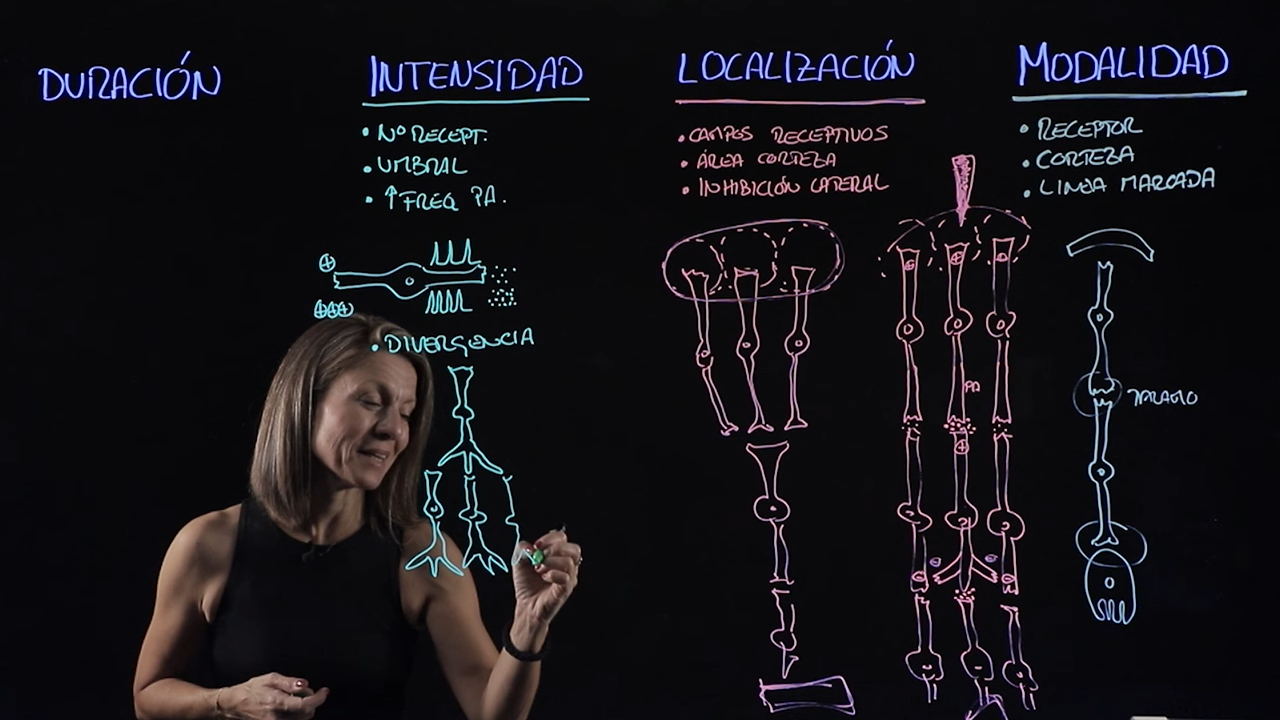 DURACIÓN
INTENSIDAD
• Nº RECEPT.
• UMBRAL
• ↑ FREQ PA.
• DIVERGENCIA
LOCALIZACIÓN
• CAMPOS RECEPTIVOS
• ÁREA CORTEZA
• INHIBICIÓN LATERAL
PA
MODALIDAD
• RECEPTOR
• CORTEZA
• LINEA MARCADA
TÁLAMO